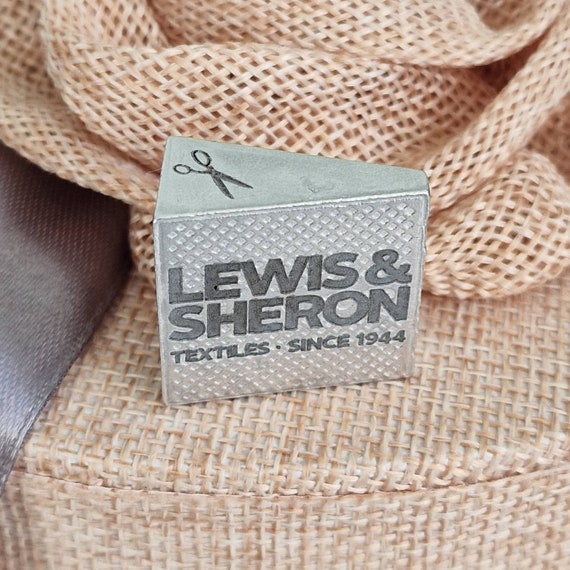 LEWIS &
SHERON
TEXTILES · SINCE 1944